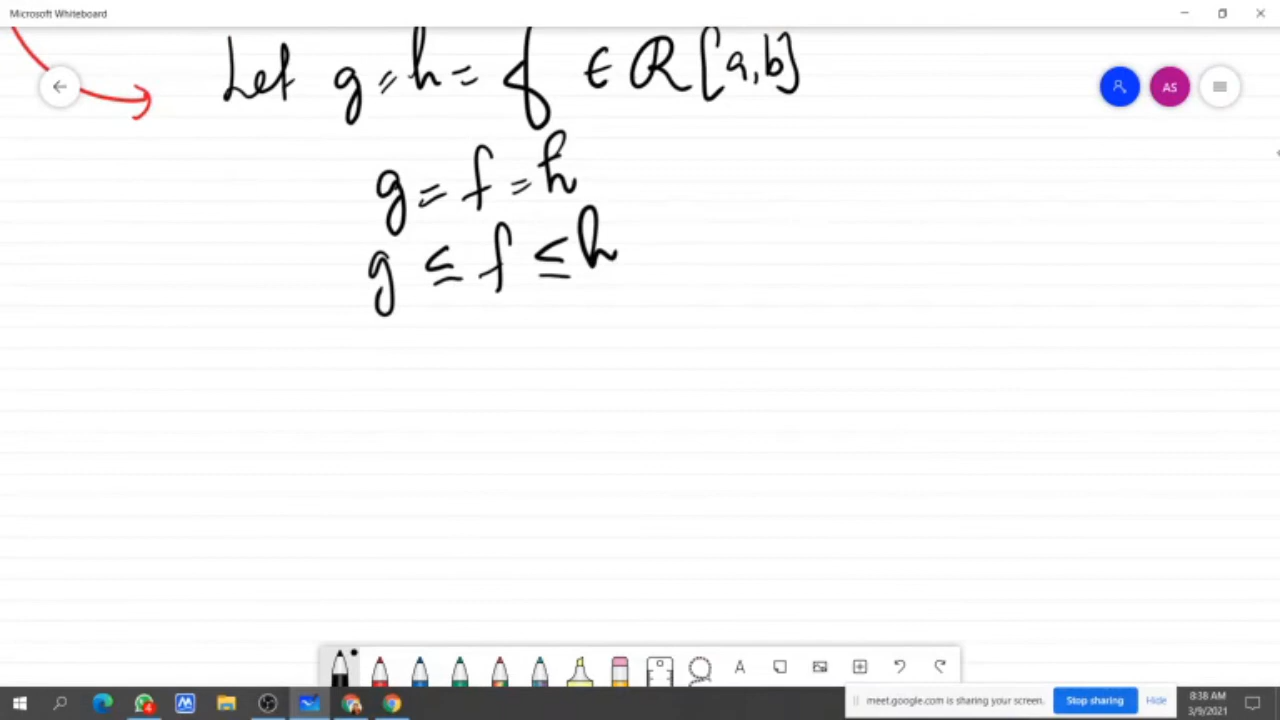 Microsoft Whiteboard
Let g = h = f ∈ R[a,b]
AS
g = f = h
g ≤ f ≤ h
A
4
meet.google.com is sharing your screen.
Stop sharing
Hide
8:38 AM
3/9/2021